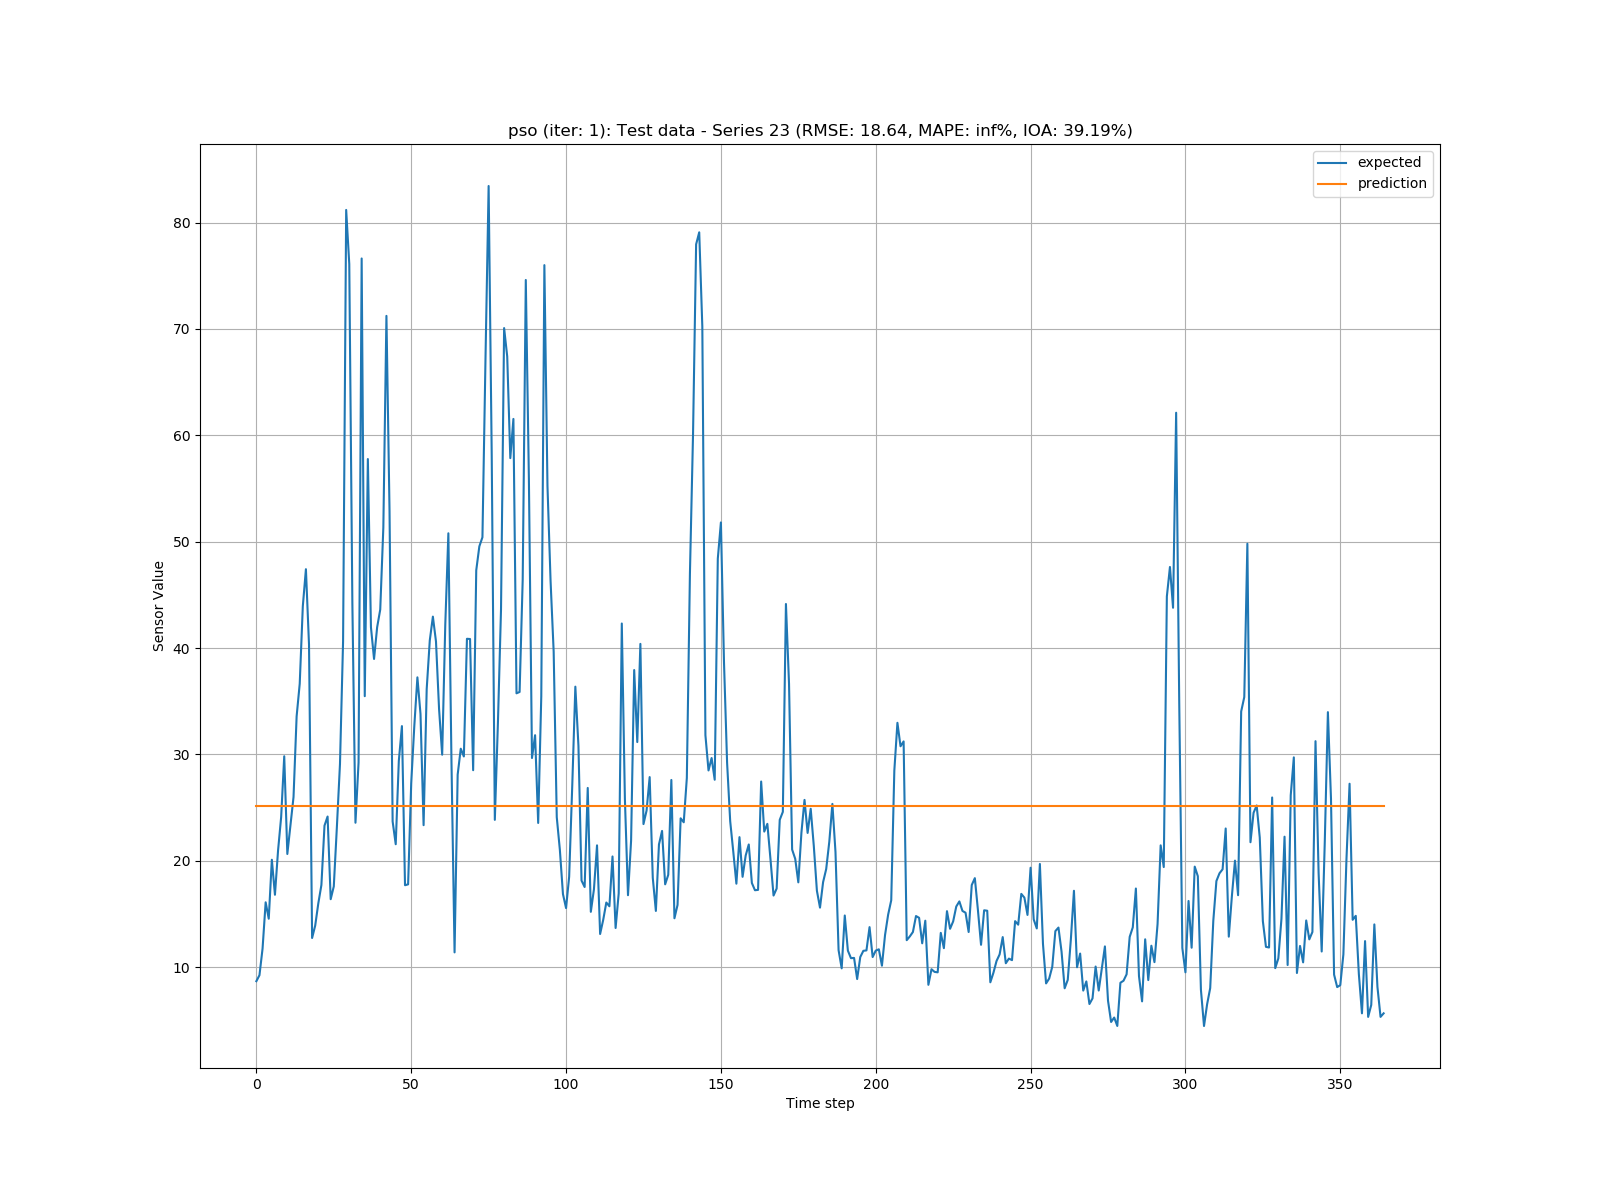 pso (iter: 1): Test data - Series 23 (RMSE: 18.64, MAPE: inf%, IOA: 39.19%)
expected
prediction
80
70
60
50
40
30
20
10
Sensor Value
0 50 100 150 200 250 300 350
Time step